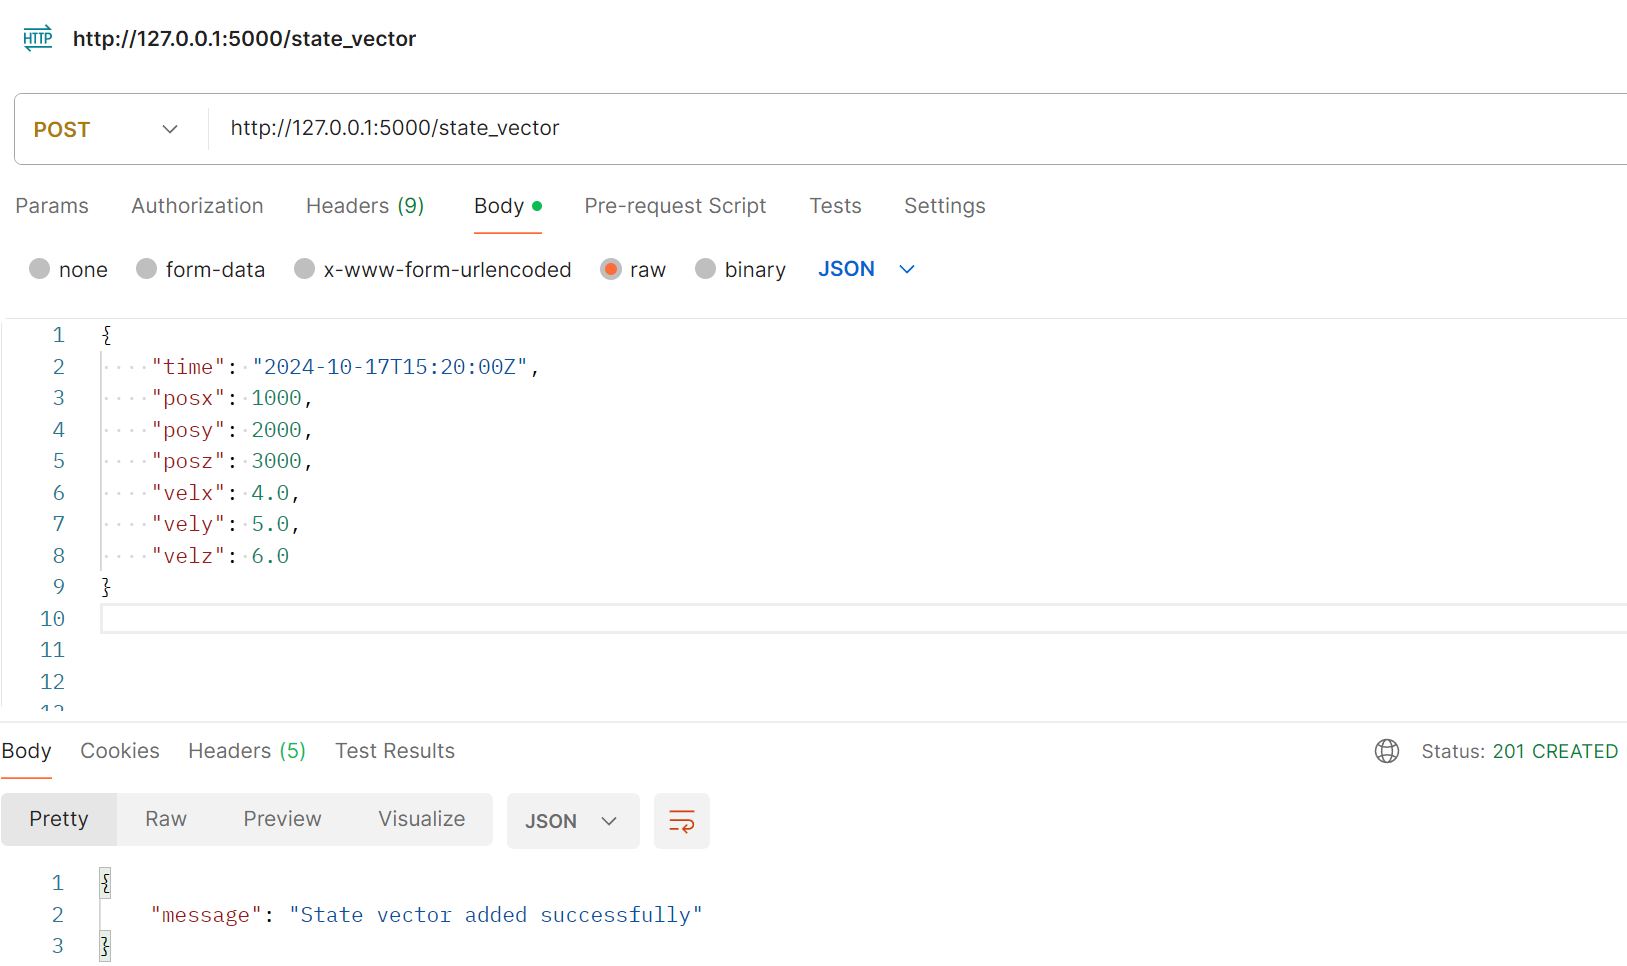 HTTP http://127.0.0.1:5000/state_vector
POST http://127.0.0.1:5000/state_vector
Params Authorization Headers (9) Body Pre-request Script Tests Settings
none form-data x-www-form-urlencoded raw binary JSON
1 {
2 "time": "2024-10-17T15:20:00Z",
3 "posx": 1000,
4 "posy": 2000,
5 "posz": 3000,
6 "velx": 4.0,
7 "vely": 5.0,
8 "velz": 6.0
9 }
10
11
12
Body Cookies Headers (5) Test Results Status: 201 CREATED
Pretty Raw Preview Visualize JSON
1 {
2 "message": "State vector added successfully"
3 }